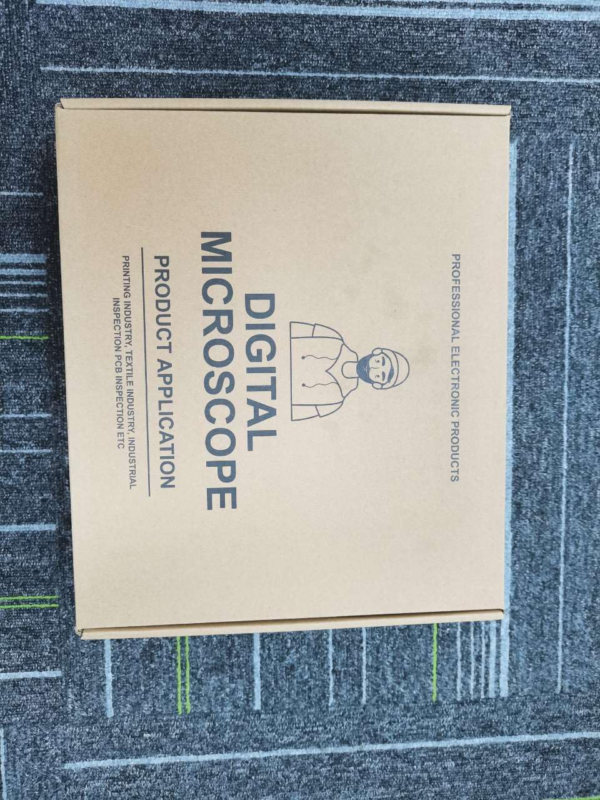 PROFESSIONAL ELECTRONIC PRODUCTS
DIGITAL
MICROSCOPE
PRODUCT APPLICATION
PRINTING INDUSTRY, TEXTILE INDUSTRY, INDUSTRIAL
INSPECTION PCB INSPECTION ETC